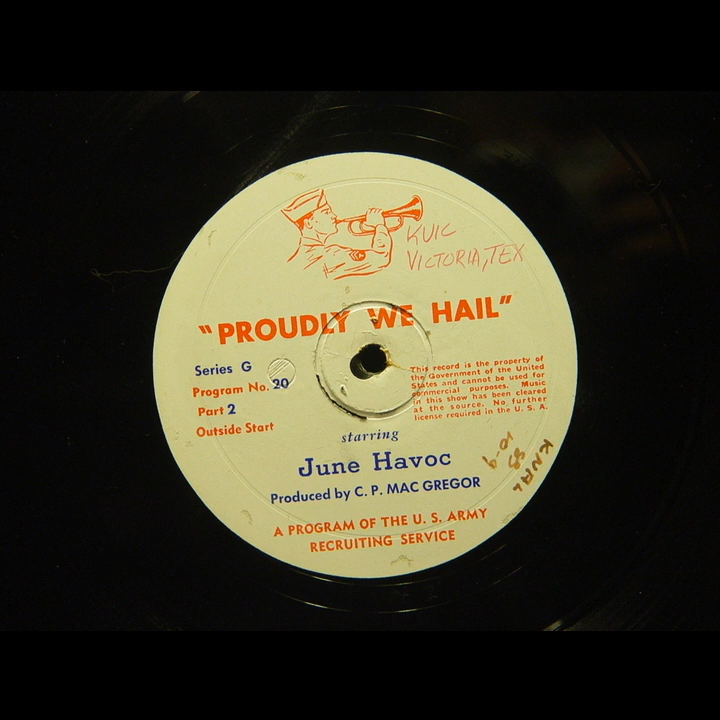 KUIC
VICTORIA, TEX
"PROUDLY WE HAIL"
Series G
Program No. 20
Part 2
Outside Start
This record is the property of
the Government of the United
States and cannot be used for
commercial purposes. Music
in this show has been cleared
at the source. No further
license required in the U. S. A.
starring
June Havoc
Produced by C. P. MAC GREGOR
A PROGRAM OF THE U. S. ARMY
RECRUITING SERVICE
KNAL
10-9